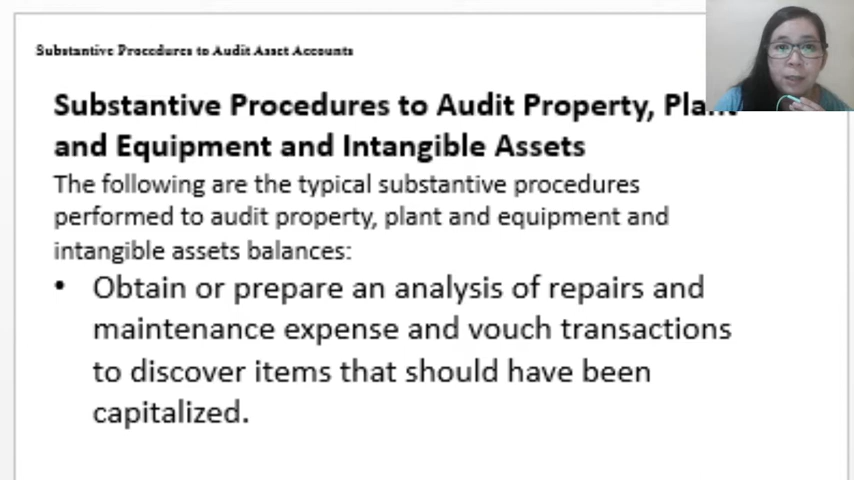 Substantive Procedures to Audit Asset Accounts
Substantive Procedures to Audit Property, Plant
and Equipment and Intangible Assets
The following are the typical substantive procedures
performed to audit property, plant and equipment and
intangible assets balances:
• Obtain or prepare an analysis of repairs and
maintenance expense and vouch transactions
to discover items that should have been
capitalized.